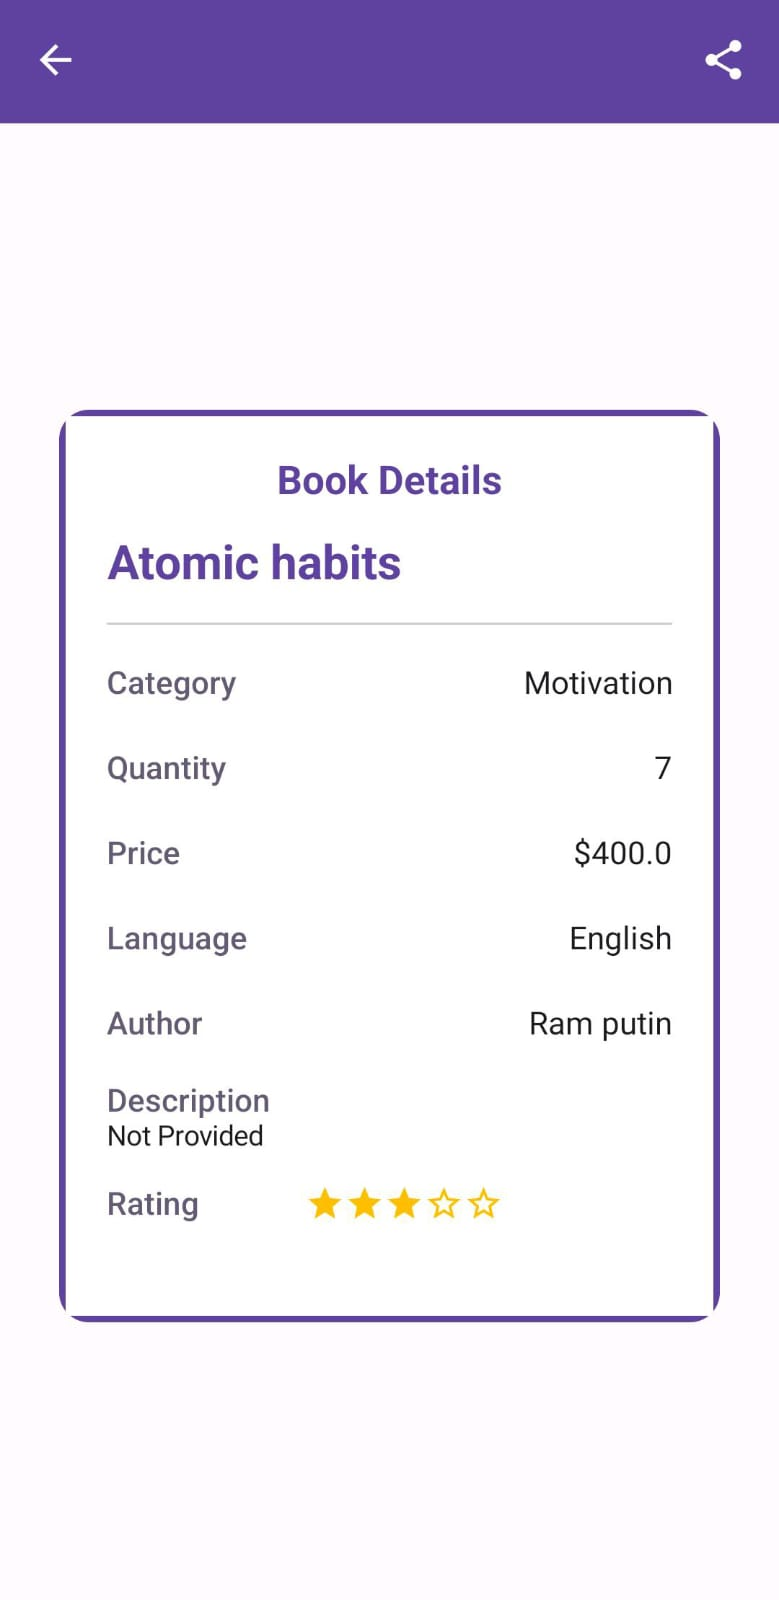 Book Details
Atomic habits
Category Motivation
Quantity 7
Price $400.0
Language English
Author Ram putin
Description
Not Provided
Rating